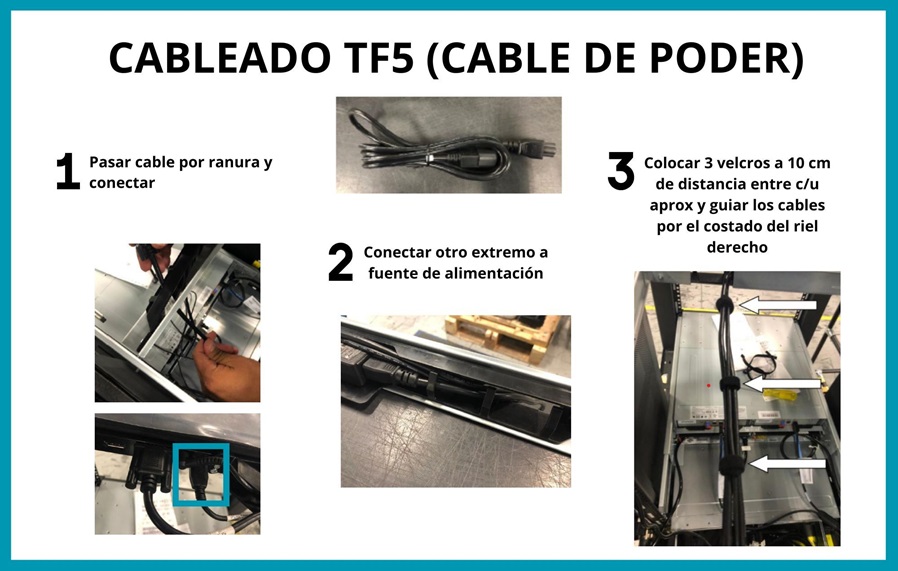 CABLEADO TF5 (CABLE DE PODER)
1
Pasar cable por ranura y
conectar
2
Conectar otro extremo a
fuente de alimentación
3
Colocar 3 velcros a 10 cm
de distancia entre c/u
aprox y guiar los cables
por el costado del riel
derecho